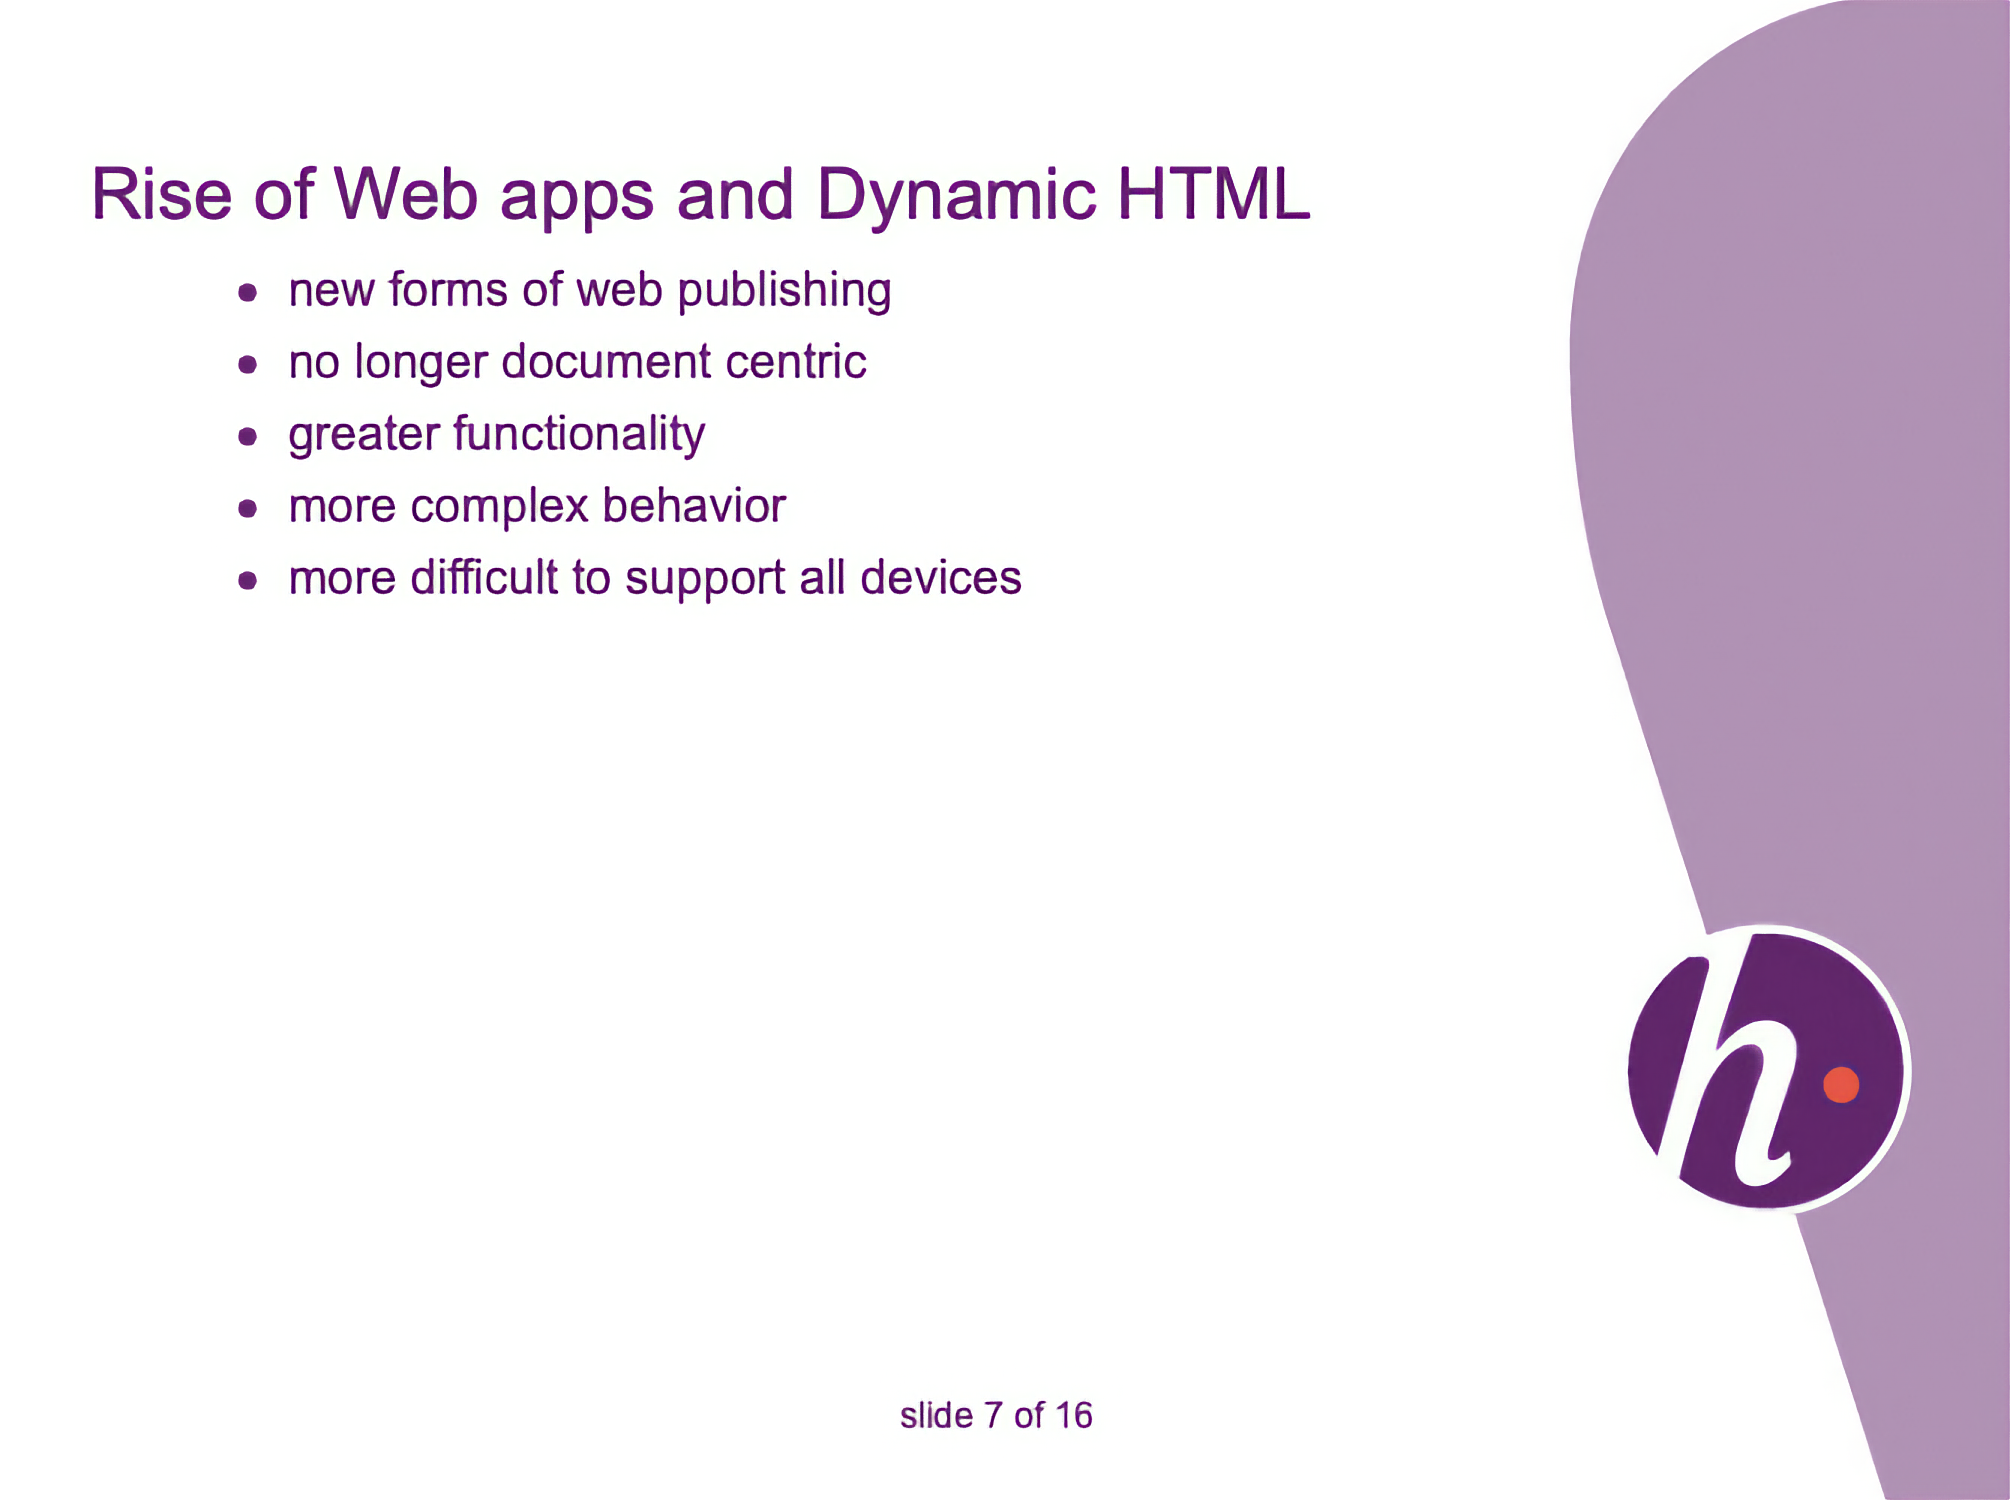 Rise of Web apps and Dynamic HTML
• new forms of web publishing
• no longer document centric
• greater functionality
• more complex behavior
• more difficult to support all devices
h
slide 7 of 16